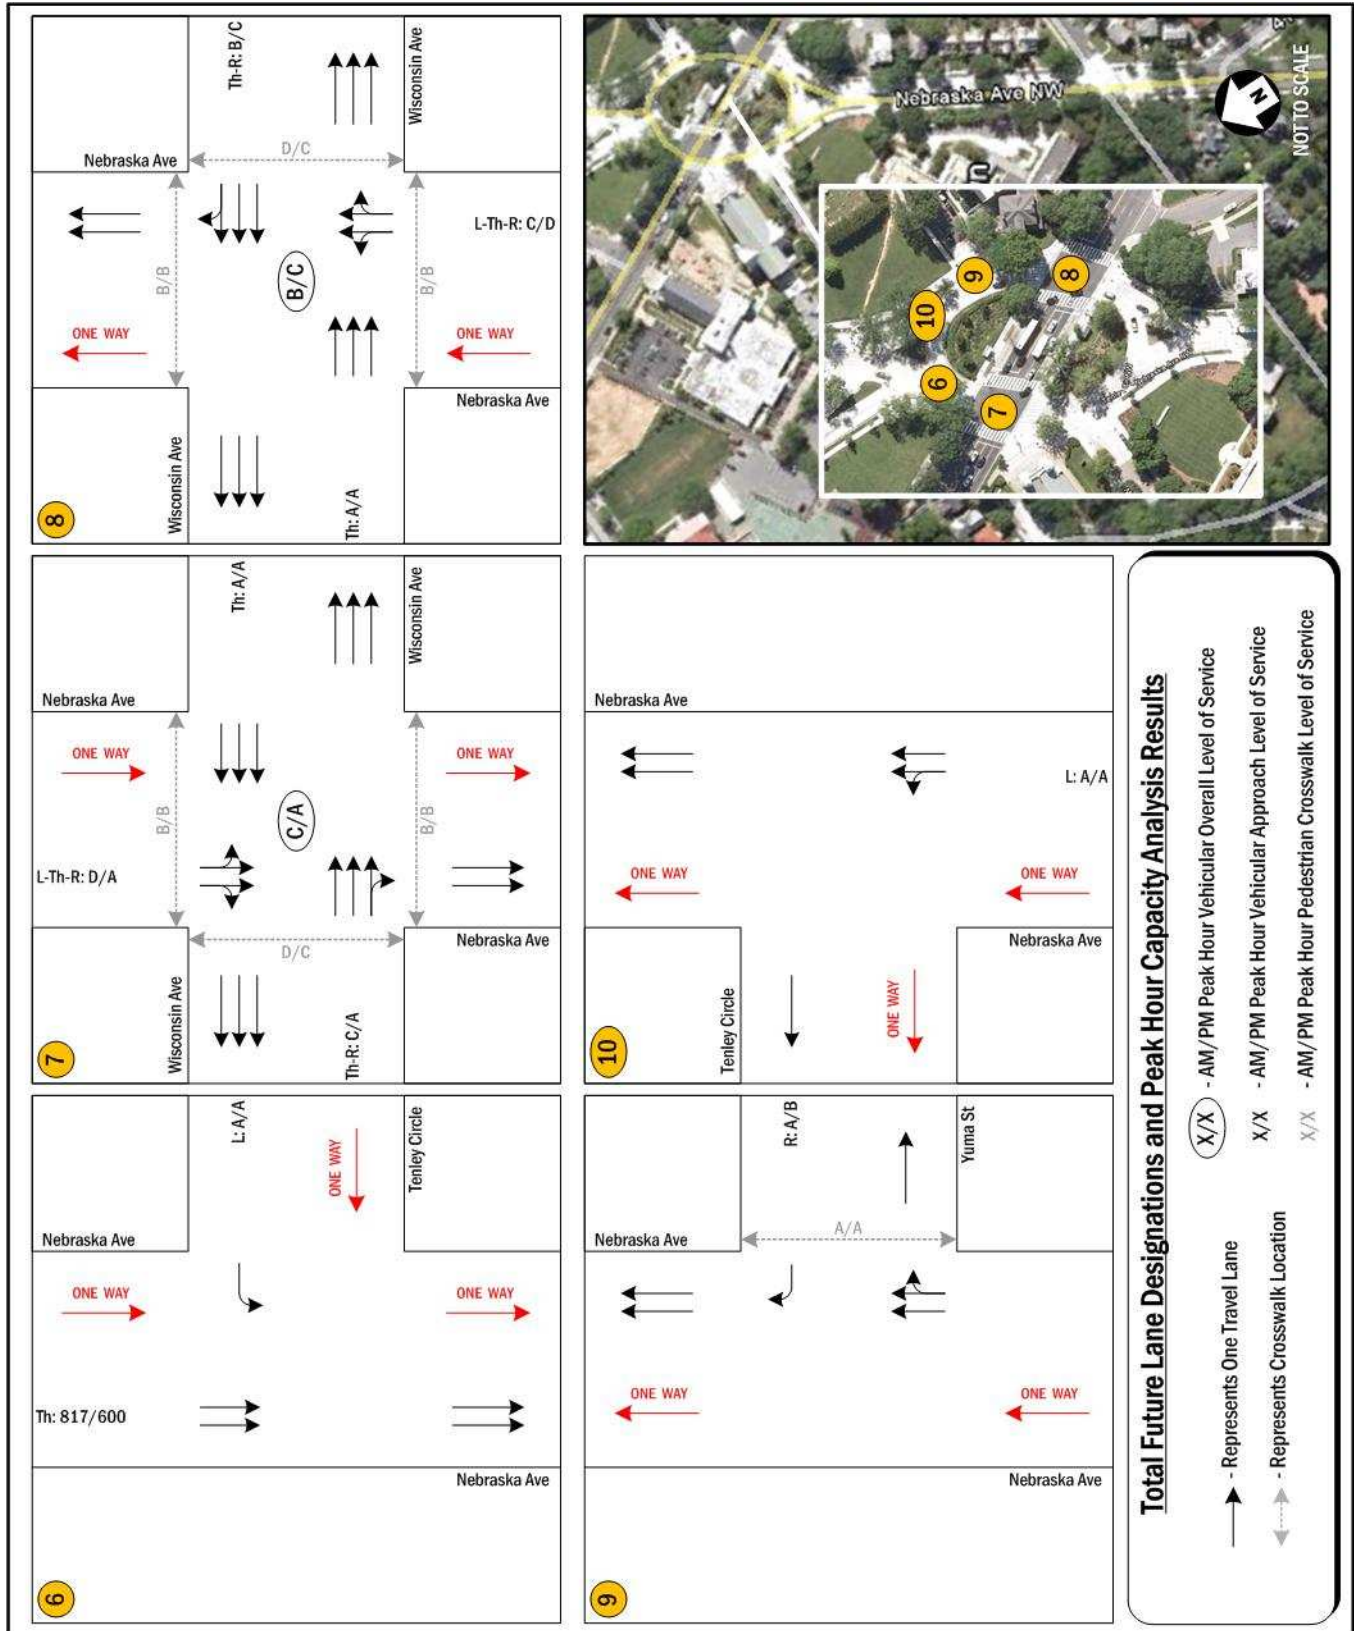 6
Nebraska Ave
L: A/A
ONE WAY
ONE WAY
ONE WAY
Th: 817/600
Tenley Circle
Nebraska Ave
7
Nebraska Ave
Th: A/A
ONE WAY
ONE WAY
B/B
C/A
B/B
L-Th-R: D/A
D/C
Wisconsin Ave
Wisconsin Ave
Th-R: C/A
Nebraska Ave
8
Nebraska Ave
Th-R: B/C
Wisconsin Ave
D/C
B/B
B/C
B/B
L-Th-R: C/D
ONE WAY
ONE WAY
Wisconsin Ave
Th: A/A
Nebraska Ave
9
Nebraska Ave
R: A/B
A/A
Yuma St
ONE WAY
ONE WAY
Nebraska Ave
10
Nebraska Ave
L: A/A
ONE WAY
ONE WAY
Tenley Circle
ONE WAY
Nebraska Ave
Nebraska Ave NW
6
7
8
9
10
N
NOT TO SCALE
Total Future Lane Designations and Peak Hour Capacity Analysis Results
- Represents One Travel Lane
- Represents Crosswalk Location
X/X - AM/PM Peak Hour Vehicular Overall Level of Service
X/X - AM/PM Peak Hour Vehicular Approach Level of Service
X/X - AM/PM Peak Hour Pedestrian Crosswalk Level of Service